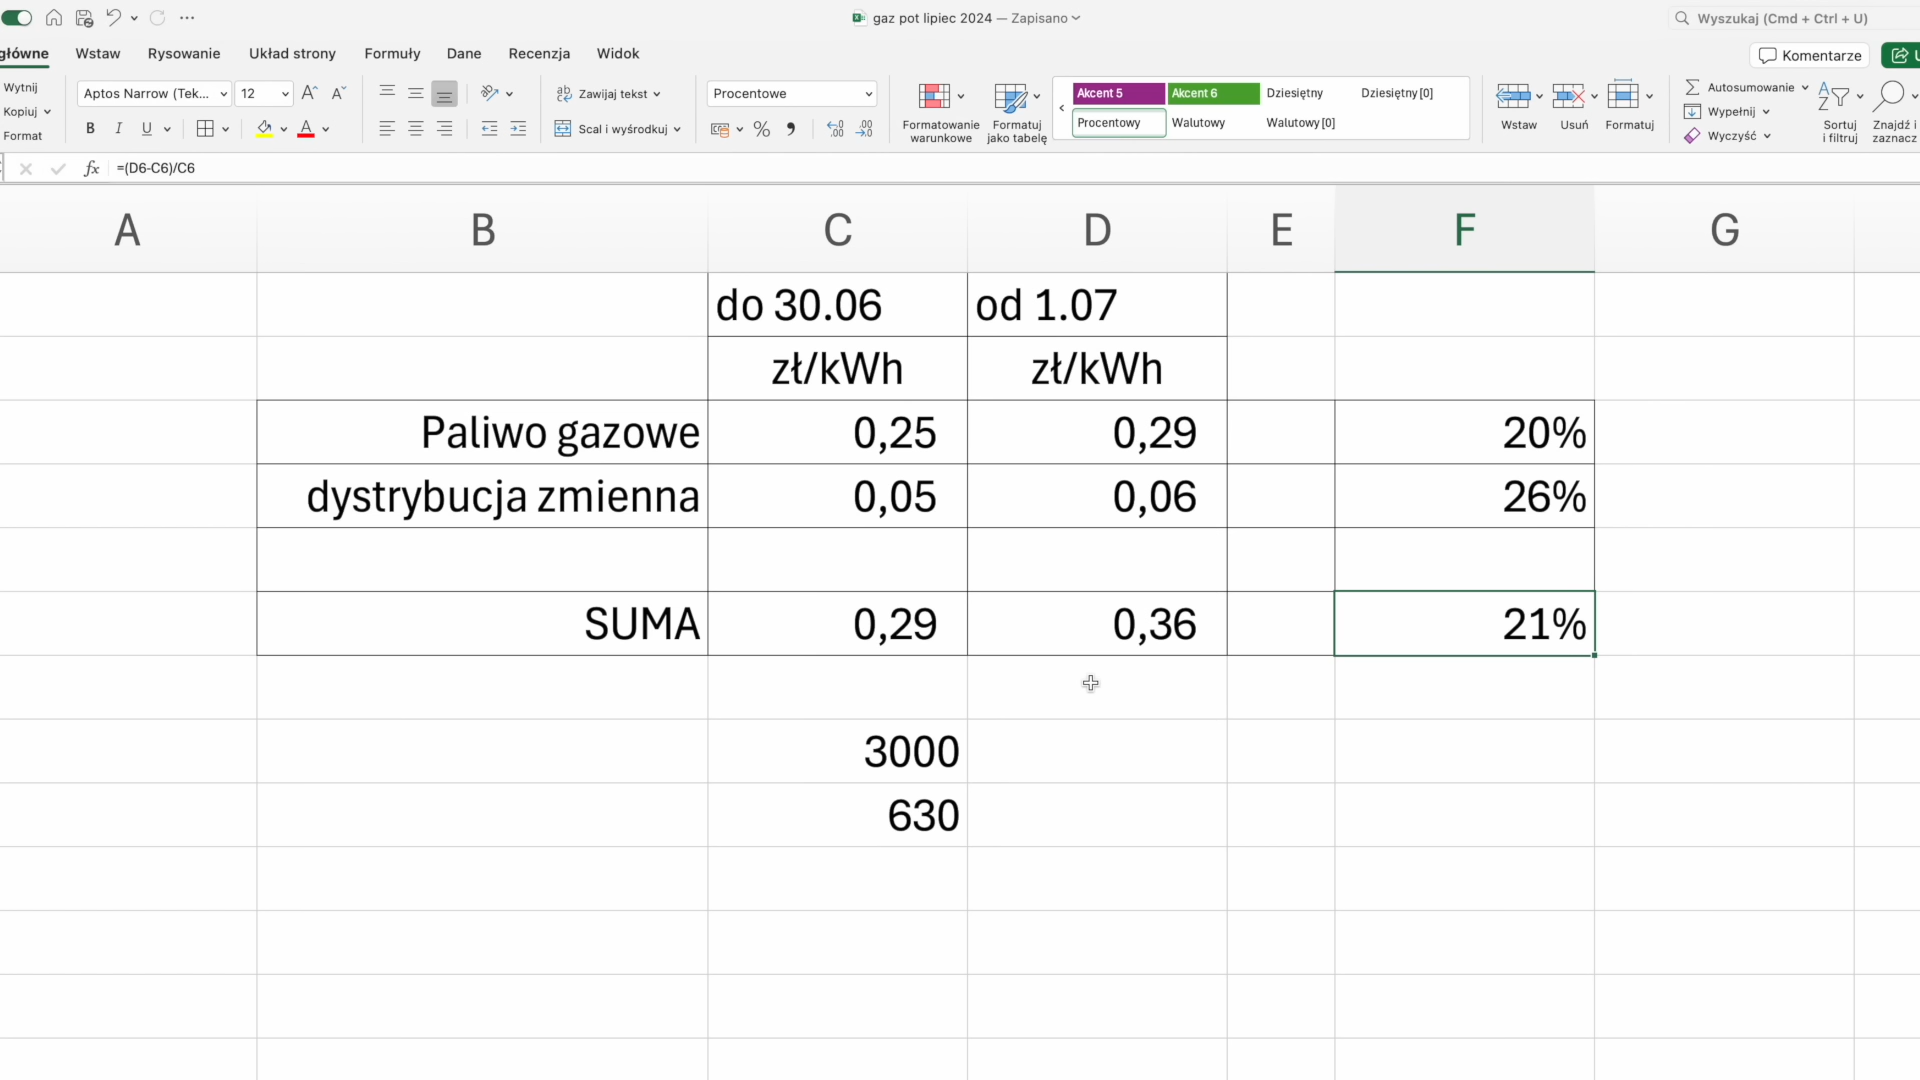 gaz pot lipiec 2024 — Zapisano
Wyszukaj (Cmd + Ctrl + U)
główne Wstaw Rysowanie Układ strony Formuły Dane Recenzja Widok
Komentarze
Wytnij
Kopiuj
Format
Aptos Narrow (Tek... 12
B I U
Zawijaj tekst
Scal i wyśrodkuj
Procentowe
Formatowanie warunkowe
Formatuj jako tabelę
Akcent 5 Akcent 6 Dziesiętny Dziesiętny [0]
Procentowy Walutowy Walutowy [0]
Wstaw Usuń Formatuj
Autosumowanie
Wypełnij
Wyczyść
Sortuj i filtruj
Znajdź i zaznacz
fx =(D6-C6)/C6
A B C D E F G
do 30.06 od 1.07
zł/kWh zł/kWh
Paliwo gazowe 0,25 0,29 20%
dystrybucja zmienna 0,05 0,06 26%
SUMA 0,29 0,36 21%
3000
630